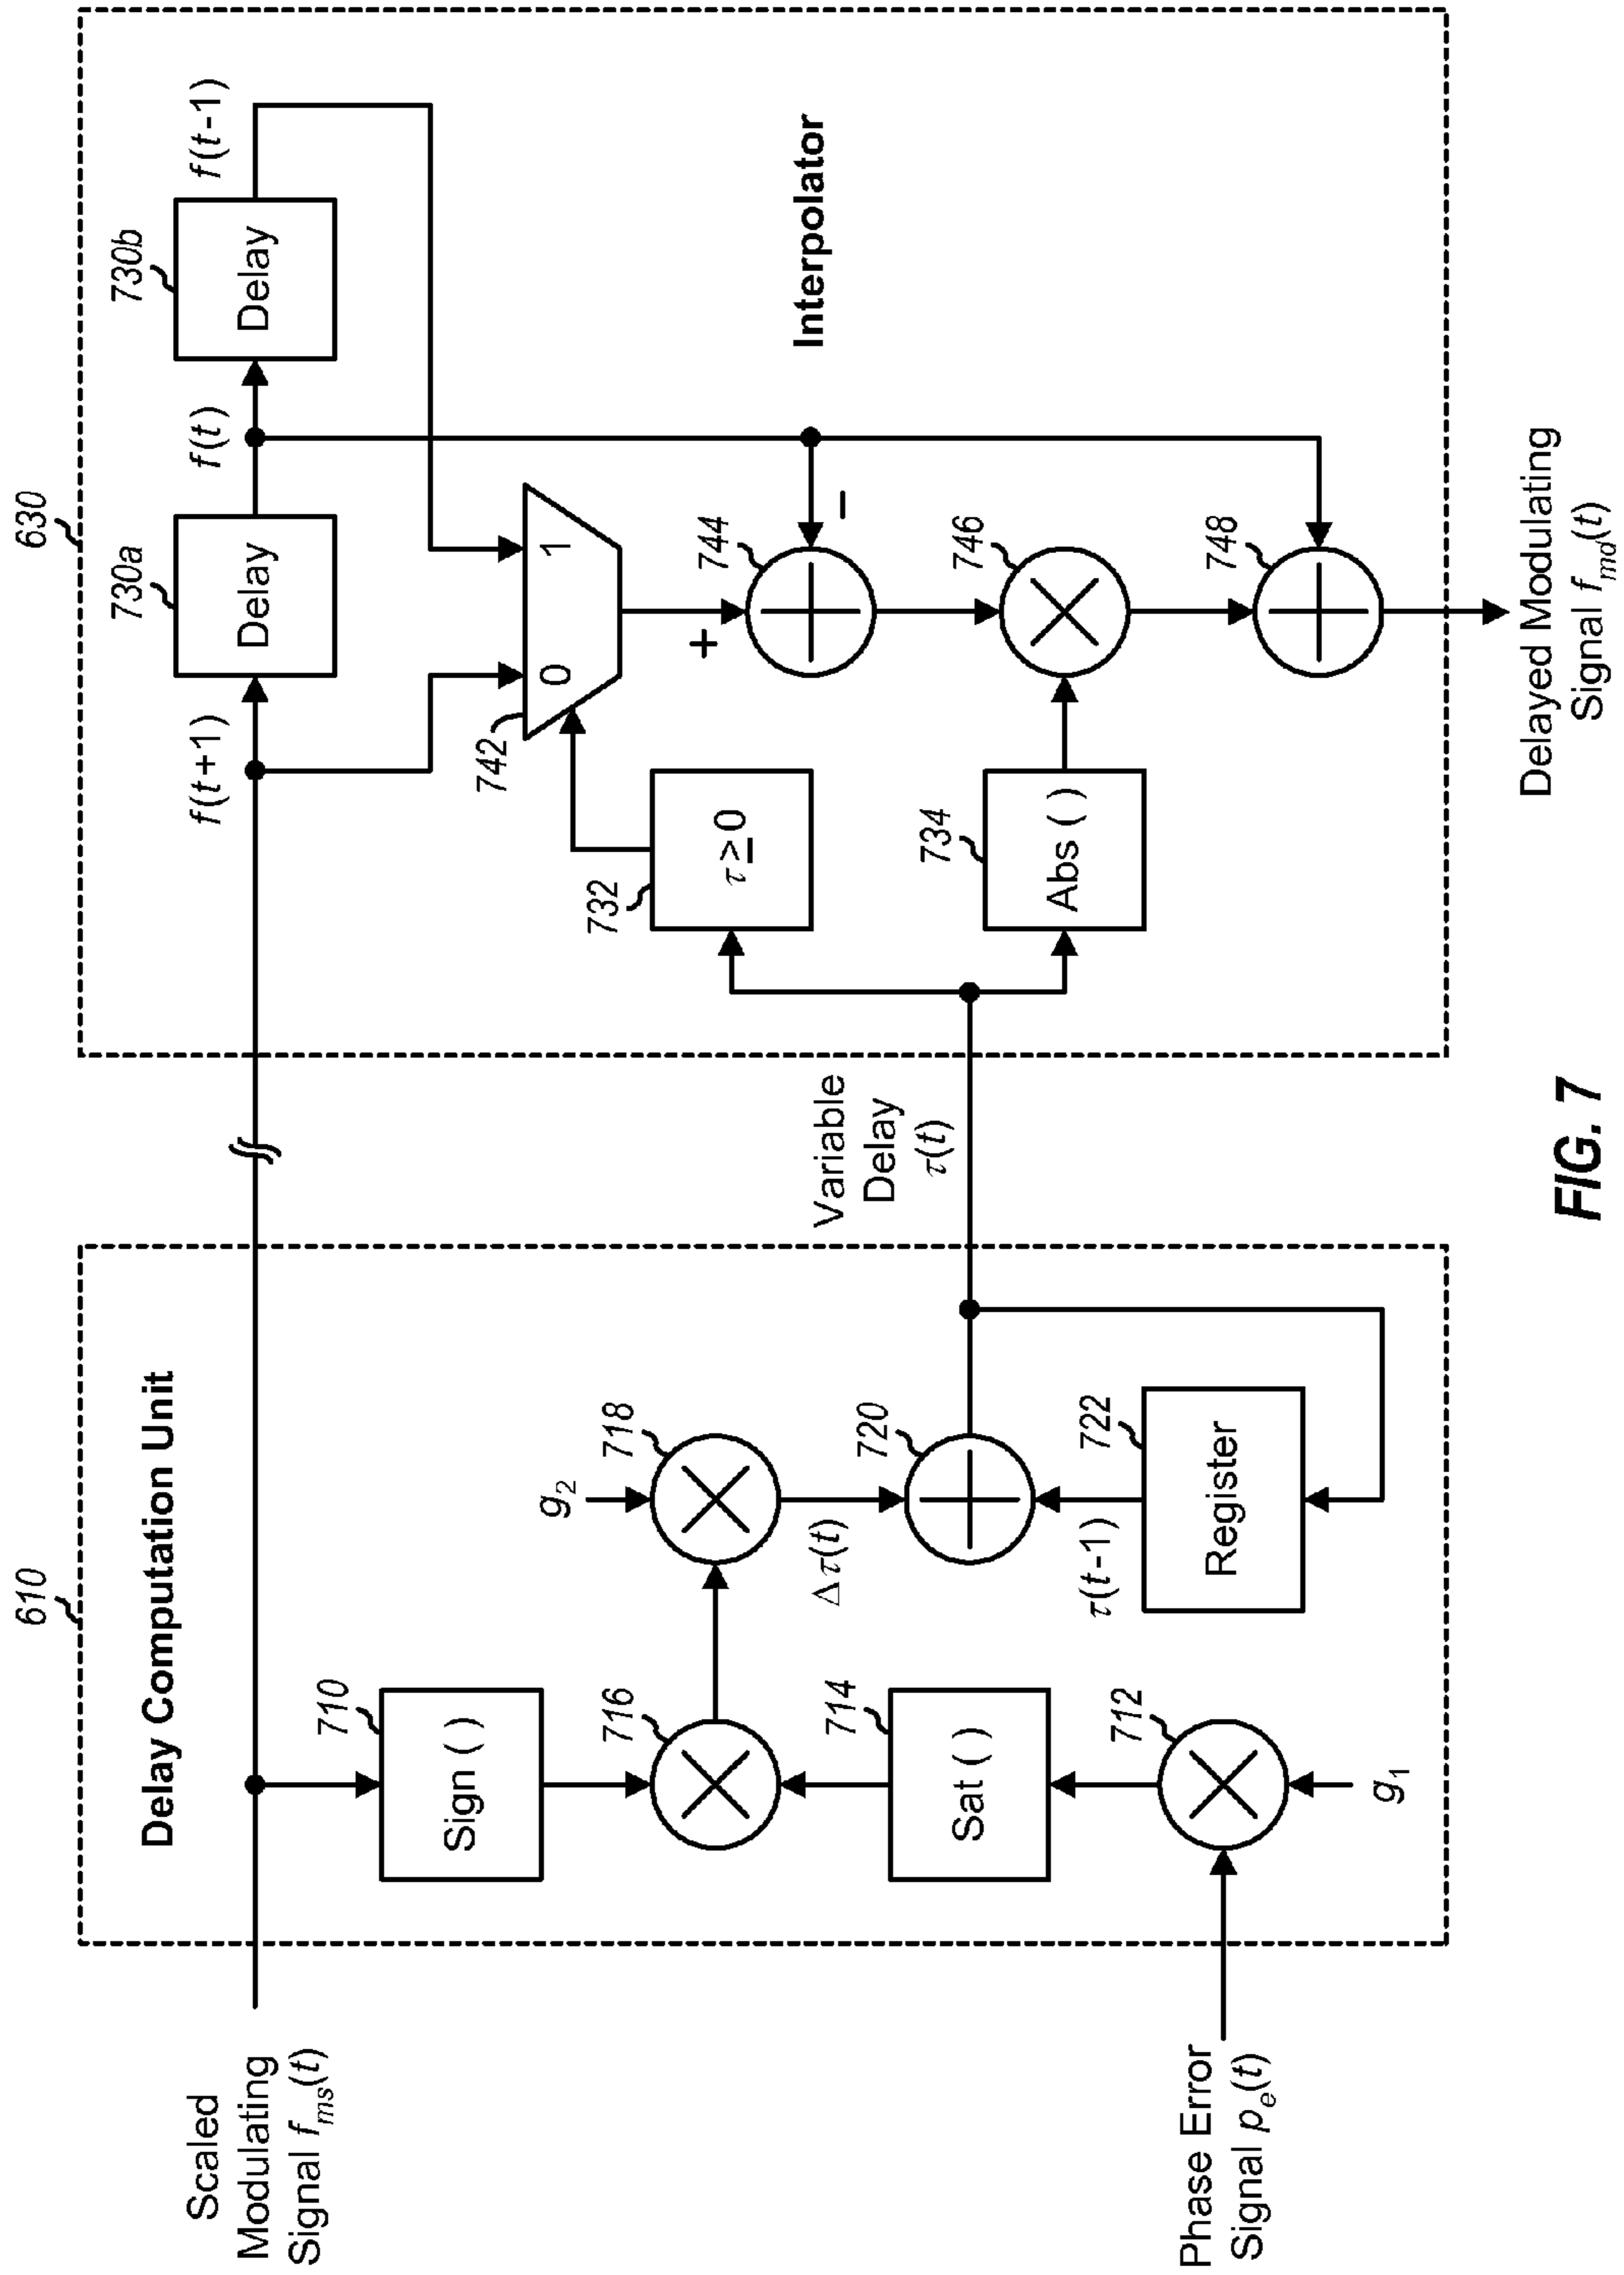 610
630
Delay Computation Unit
Scaled
Modulating
Signal f_ms(t)
f(t+1)
730a
Delay
f(t)
730b
Delay
f(t-1)
710
Sign ( )
g_2
718
742
0 1
716
Δτ(t)
732
τ ≥ 0
+
744
−
Interpolator
714
Sat ( )
720
Variable
Delay
τ(t)
734
Abs ( )
746
τ(t-1)
722
Register
Phase Error
Signal p_e(t)
712
g_1
748
Delayed Modulating
Signal f_md(t)
FIG. 7